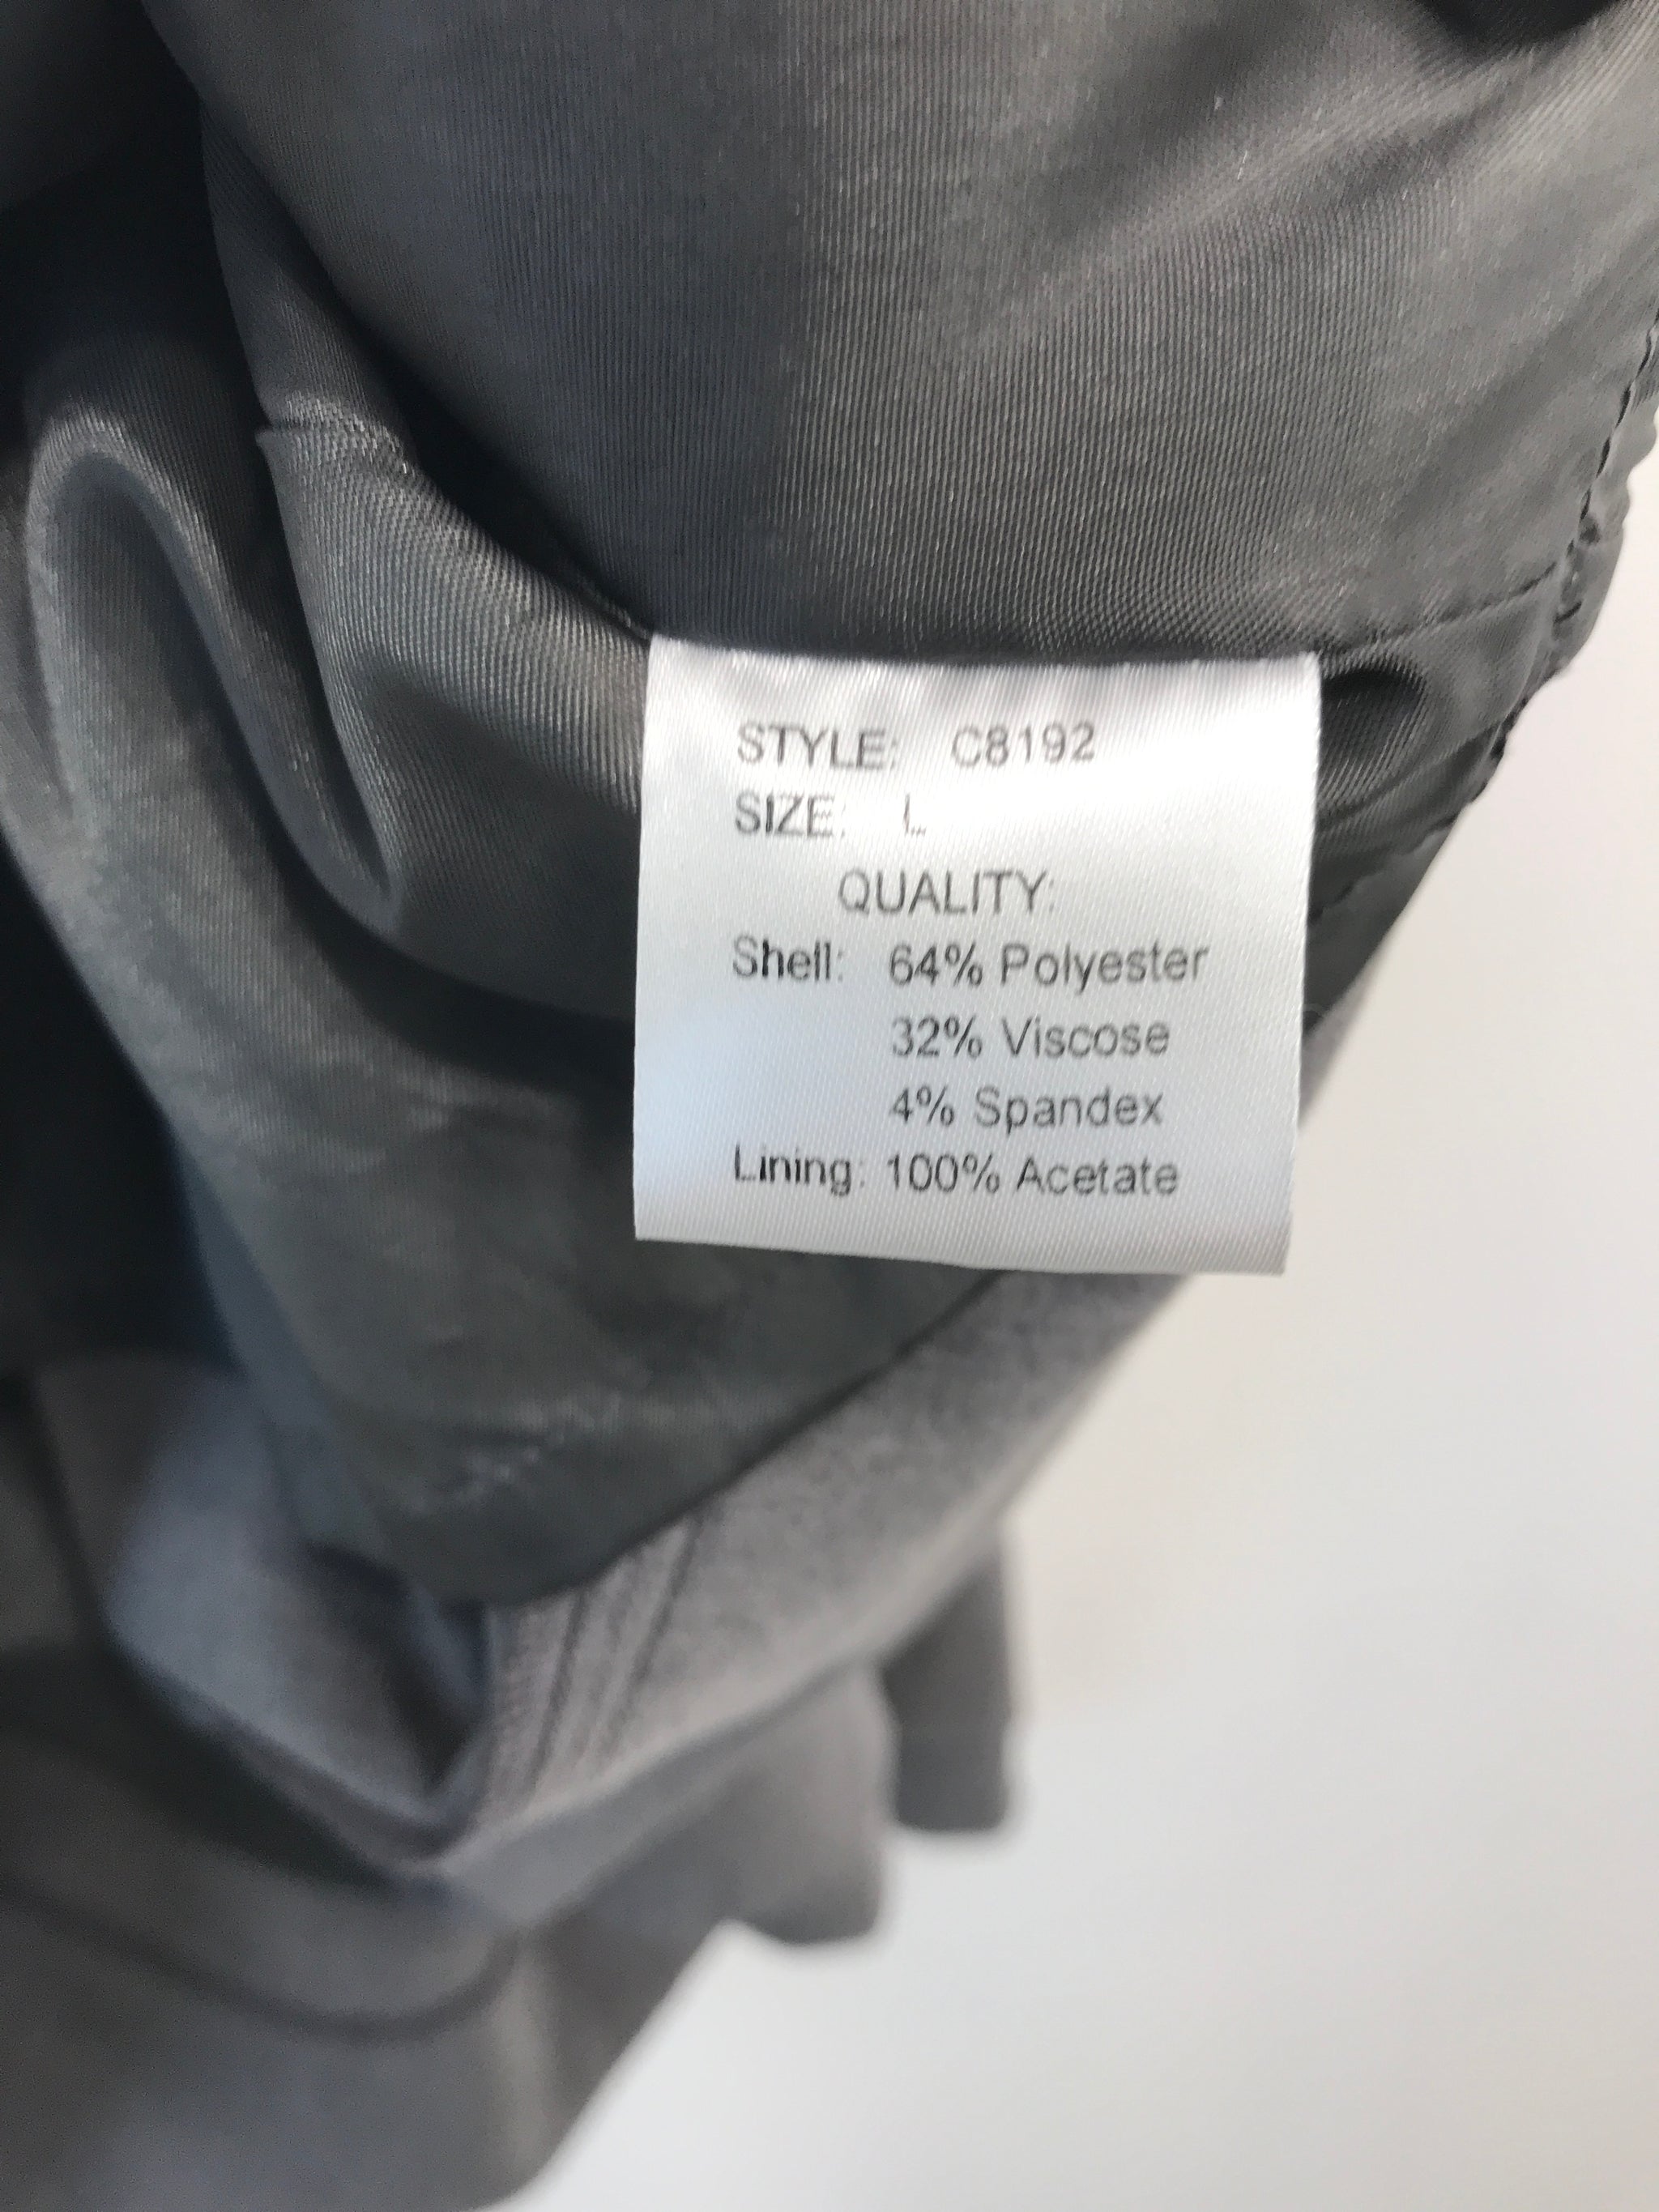 STYLE: C8192
SIZE: L
QUALITY:
Shell: 64% Polyester
32% Viscose
4% Spandex
Lining: 100% Acetate